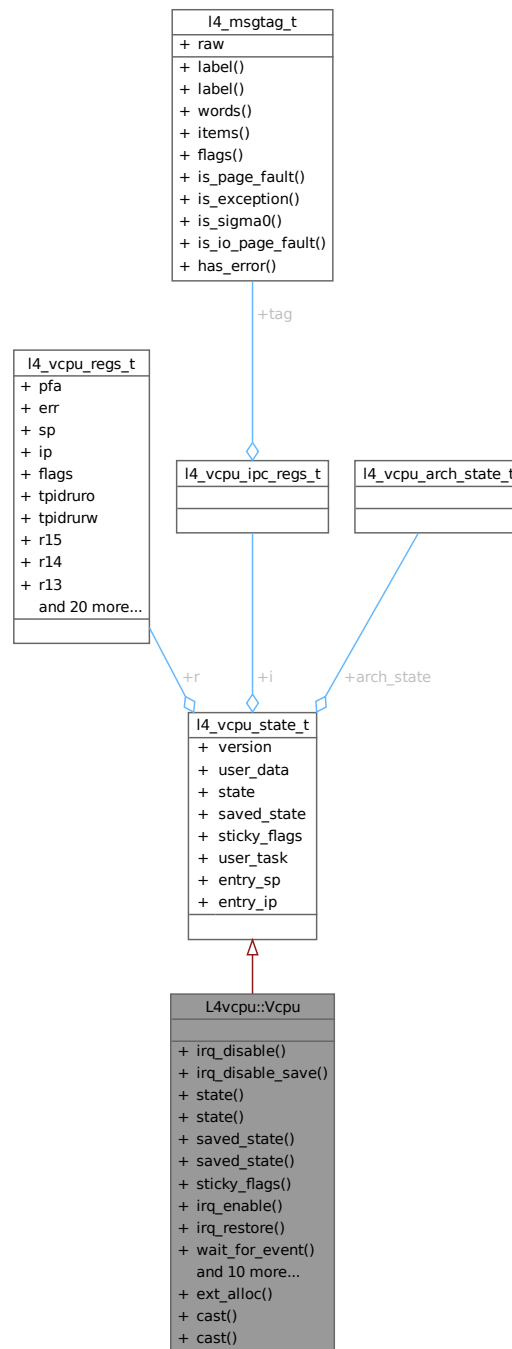 l4_msgtag_t
+ raw
+ label()
+ label()
+ words()
+ items()
+ flags()
+ is_page_fault()
+ is_exception()
+ is_sigma0()
+ is_io_page_fault()
+ has_error()
+tag
l4_vcpu_regs_t
+ pfa
+ err
+ sp
+ ip
+ flags
+ tpidruro
+ tpidrurw
+ r15
+ r14
+ r13
and 20 more...
l4_vcpu_ipc_regs_t
l4_vcpu_arch_state_t
+r
+i
+arch_state
l4_vcpu_state_t
+ version
+ user_data
+ state
+ saved_state
+ sticky_flags
+ user_task
+ entry_sp
+ entry_ip
L4vcpu::Vcpu
+ irq_disable()
+ irq_disable_save()
+ state()
+ state()
+ saved_state()
+ saved_state()
+ sticky_flags()
+ irq_enable()
+ irq_restore()
+ wait_for_event()
and 10 more...
+ ext_alloc()
+ cast()
+ cast()